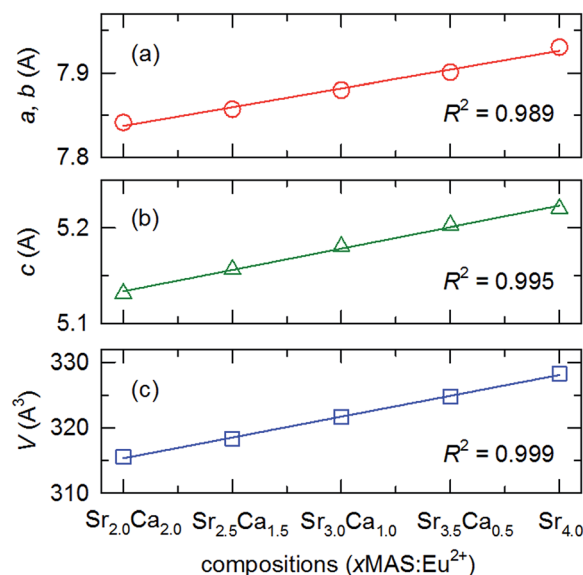 (a)
a, b (A)
7.9
7.8
R² = 0.989
(b)
c (A)
5.2
5.1
R² = 0.995
(c)
V (A³)
330
320
310
R² = 0.999
Sr₂.₀Ca₂.₀ Sr₂.₅Ca₁.₅ Sr₃.₀Ca₁.₀ Sr₃.₅Ca₀.₅ Sr₄.₀
compositions (xMAS:Eu²⁺)